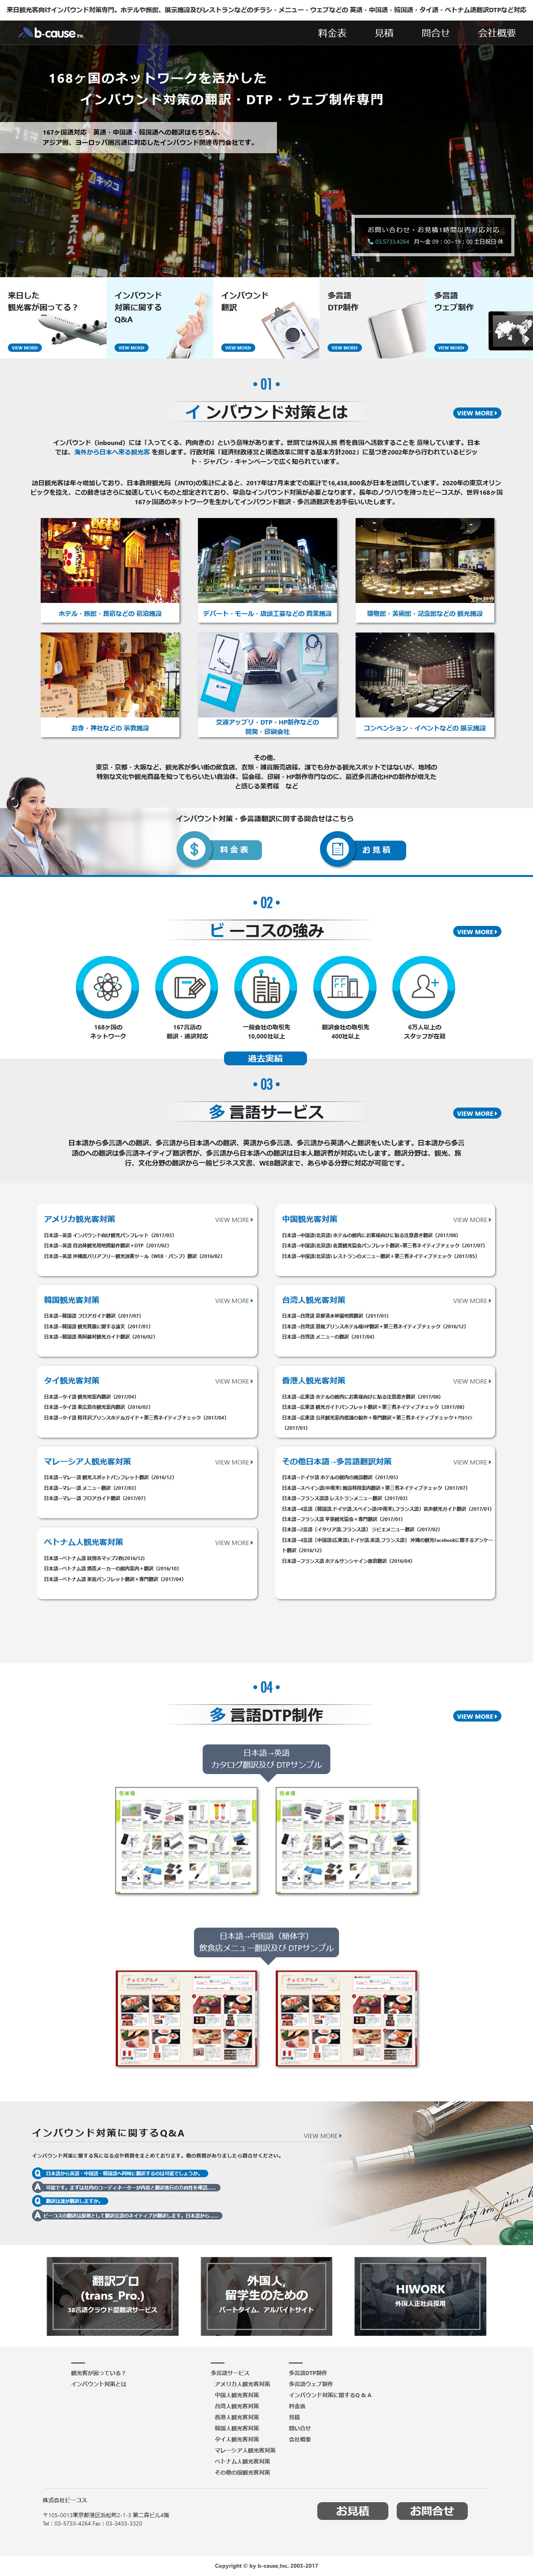 来日観光客向けインバウンド対策専門。ホテルや旅館、展示施設及びレストランなどのチラシ・メニュー・ウェブなどの 英語・中国語・韓国語・タイ語・ベトナム語翻訳DTPなど対応
b-cause Inc.
料金表 見積 問合せ 会社概要
168ヶ国のネットワークを活かした
インバウンド対策の翻訳・DTP・ウェブ制作専門
167ヶ国語対応 英語・中国語・韓国語への翻訳はもちろん、
アジア圏、ヨーロッパ圏言語に対応したインバウンド関連専門会社です。
お問い合わせ・お見積1時間以内対応対応
03.5733.4264 月～金 09：00~19：00 土日祝日 休
来日した
観光客が困ってる？
VIEW MORE
インバウンド
対策に関する
Q&A
VIEW MORE
インバウンド
翻訳
VIEW MORE
多言語
DTP制作
VIEW MORE
多言語
ウェブ制作
VIEW MORE
01
インバウンド対策とは
VIEW MORE
インバウンド（inbound）には「入ってくる、内向きの」という意味があります。世間では外国人旅 者を自国へ誘致することを 意味しています。日本
では、海外から日本へ来る観光客 を指します。行政対策「経済財政運営と構造改革に関する基本方針2002」に基づき2002年から行われているビジッ
ト・ジャパン・キャンペーンで広く知られています。
訪日観光客は年々増加しており、日本政府観光局（JNTO)の集計によると、2017年は7月末までの累計で16,438,800名が日本を訪問しています。2020年の東京オリン
ピックを控え、この動きはさらに加速していくものと想定されており、早急なインバウンド対策が必要となります。長年のノウハウを持ったビーコスが、世界168ヶ国
167ヶ国語のネットワークを生かしてインバウンド翻訳・多言語翻訳をお手伝いいたします。
ホテル・旅館・民宿などの 宿泊施設
デパート・モール・店頭工芸などの 商業施設
博物館・美術館・記念館などの 観光施設
お寺・神社などの 宗教施設
交通アップリ・DTP・HP制作などの
開発・印刷会社
コンベンション・イベントなどの 展示施設
その他、
東京・京都・大阪など、観光客が多い街の飲食店、衣類・雑貨販売店様、誰でも分かる観光スポットではないが、地域の
特別な文化や観光商品を知ってもらいたい自治体、協会様、印刷・HP制作専門なのに、最近多言語化HPの制作が増えた
と感じる業者様 など
インバウント対策・多言語翻訳に関する問合せはこちら
料金表
お見積
02
ビーコスの強み
VIEW MORE
168ヶ国の
ネットワーク
167言語の
翻訳・通訳対応
一般会社の取引先
10,000社以上
翻訳会社の取引先
400社以上
6万人以上の
スタッフが在籍
過去実績
03
多言語サービス
VIEW MORE
日本語から多言語への翻訳、多言語から日本語への翻訳、英語から多言語、多言語から英語へと翻訳をいたします。日本語から多言
語のへの翻訳は多言語ネイティブ翻訳者が、多言語から日本語への翻訳は日本人翻訳者が対応いたします。翻訳分野は、観光、旅
行、文化分野の翻訳から一般ビジネス文書、WEB翻訳まで、あらゆる分野に対応が可能です。
アメリカ観光客対策
VIEW MORE
日本語→英語 インバウンド向け観光パンフレット（2017/03）
日本語→英語 自治体観光用地図製作翻訳+DTP（2017/02）
日本語→英語 沖縄県バリアフリー観光誘客ツール（WEB・パンフ）翻訳（2016/02）
中国観光客対策
VIEW MORE
日本語→中国語(北京語) ホテルの館内にお客様向けに貼る注意書き翻訳（2017/08）
日本語→中国語(北京語) 佐渡観光協会パンフレット翻訳+第三者ネイティブチェック（2017/07）
日本語→中国語(北京語) レストランのメニュー翻訳＋第三者ネイティブチェック（2017/05）
韓国観光客対策
VIEW MORE
日本語→韓国語 フロアガイド翻訳（2017/07）
日本語→韓国語 観光資源に関する論文（2017/01）
日本語→韓国語 南阿蘇村観光ガイド翻訳（2016/02）
台湾人観光客対策
VIEW MORE
日本語→台湾語 京都清水焼団地図翻訳（2017/01）
日本語→台湾語 恩後プリンスホテル様HP翻訳＋第三者ネイティブチェック（2016/12）
日本語→台湾語 メニューの翻訳（2017/04）
タイ観光客対策
VIEW MORE
日本語→タイ語 観光地案内翻訳（2017/04）
日本語→タイ語 東広島市観光案内翻訳（2016/02）
日本語→タイ語 軽井沢プリンスホテルガイト＋第三者ネイティブチェック（2017/04）
香港人観光客対策
VIEW MORE
日本語→広東語 ホテルの館内にお客様向けに貼る注意書き翻訳（2017/08）
日本語→広東語 観光ガイドパンフレット翻訳＋第三者ネイティブチェック（2017/08）
日本語→広東語 公共観光案内標識の製作＋専門翻訳＋第三者ネイティブチェック+ｱｳﾄﾗｲﾝ
（2017/01）
マレーシア人観光客対策
VIEW MORE
日本語→マレー語 観光スポットパンフレット翻訳（2016/12）
日本語→マレー語 メニュー翻訳（2017/03）
日本語→マレー語 フロアガイド翻訳（2017/07）
その他日本語→多言語翻訳対策
VIEW MORE
日本語→ドイツ語 ホテルの館内の施設翻訳（2017/05）
日本語→スペイン語(中南米) 施設利用案内翻訳＋第三者ネイティブチェック（2017/07）
日本語→フランス語語 レストランメニュー翻訳（2017/03）
日本語→4言語（韓国語,ドイツ語,スペイン語(中南米),フランス語）音声観光ガイド翻訳（2017/01）
日本語→フランス語 平泉観光協会＋専門翻訳（2017/01）
日本語→2言語（イタリア語,フランス語） ジビエメニュー翻訳（2017/02）
日本語→4言語（中国語(広東語),ドイツ語,英語,フランス語） 沖縄の観光Facebookに関するアンケー
ト翻訳（2016/12）
日本語→フランス語 ホテルサンシャイン徳島翻訳（2016/04）
ベトナム人観光客対策
VIEW MORE
日本語→ベトナム語 秋葉市マップ2枚(2016/12)
日本語→ベトナム語 酒造メーカーの館内案内＋翻訳（2016/10）
日本語→ベトナム語 美容パンフレット翻訳＋専門翻訳（2017/04）
04
多言語DTP制作
VIEW MORE
日本語→英語
カタログ翻訳及び DTPサンプル
日本語→中国語（簡体字）
飲食店メニュー翻訳及び DTPサンプル
インバウンド対策に関するQ&A
VIEW MORE
インバウンド対策に関する気になる点や質問をまとめております。他の質問がありましたら問合せください。
Q 日本語から英語・中国語・韓国語へ同時に翻訳するのは可能でしょうか。
A 可能です。まずは社内のコーディネーターが内容と翻訳進行の方向性を確認......
Q 翻訳は誰が翻訳しますか。
A ビーコスの翻訳は原則として翻訳言語のネイティブが翻訳します。日本語から......
翻訳プロ
(trans_Pro.)
38言語クラウド型翻訳サービス
外国人,
留学生のための
パートタイム、アルバイトサイト
HIWORK
外国人正社員採用
観光客が困っている？
インバウント対策とは
多言語サービス
アメリカ人観光客対策
中国人観光客対策
台湾人観光客対策
香港人観光客対策
韓国人観光客対策
タイ人観光客対策
マレーシア人観光客対策
ベトナム人観光客対策
その他の国観光客対策
多言語DTP制作
多言語ウェブ制作
インバウント対策に関するQ & A
料金表
見積
問い合せ
会社概要
株式会社ビーコス
〒105-0013東京都港区浜松町2-1-3 第二森ビル4階
Tel：03-5733-4264 Fax：03-3433-3320
お見積
お問合せ
Copyright © by b-cause,Inc. 2003-2017